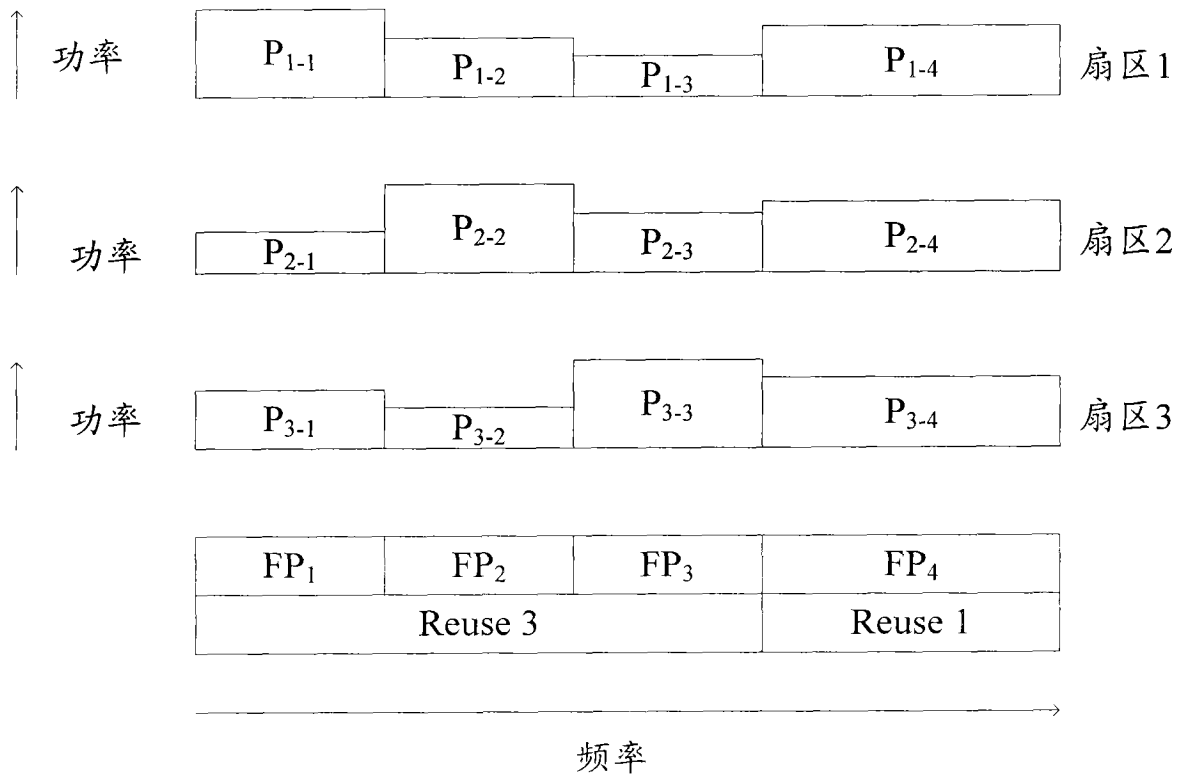 功率 P1-1 P1-2 P1-3 P1-4 扇区1
功率 P2-1 P2-2 P2-3 P2-4 扇区2
功率 P3-1 P3-2 P3-3 P3-4 扇区3
FP1 FP2 FP3 FP4
Reuse 3 Reuse 1
频率